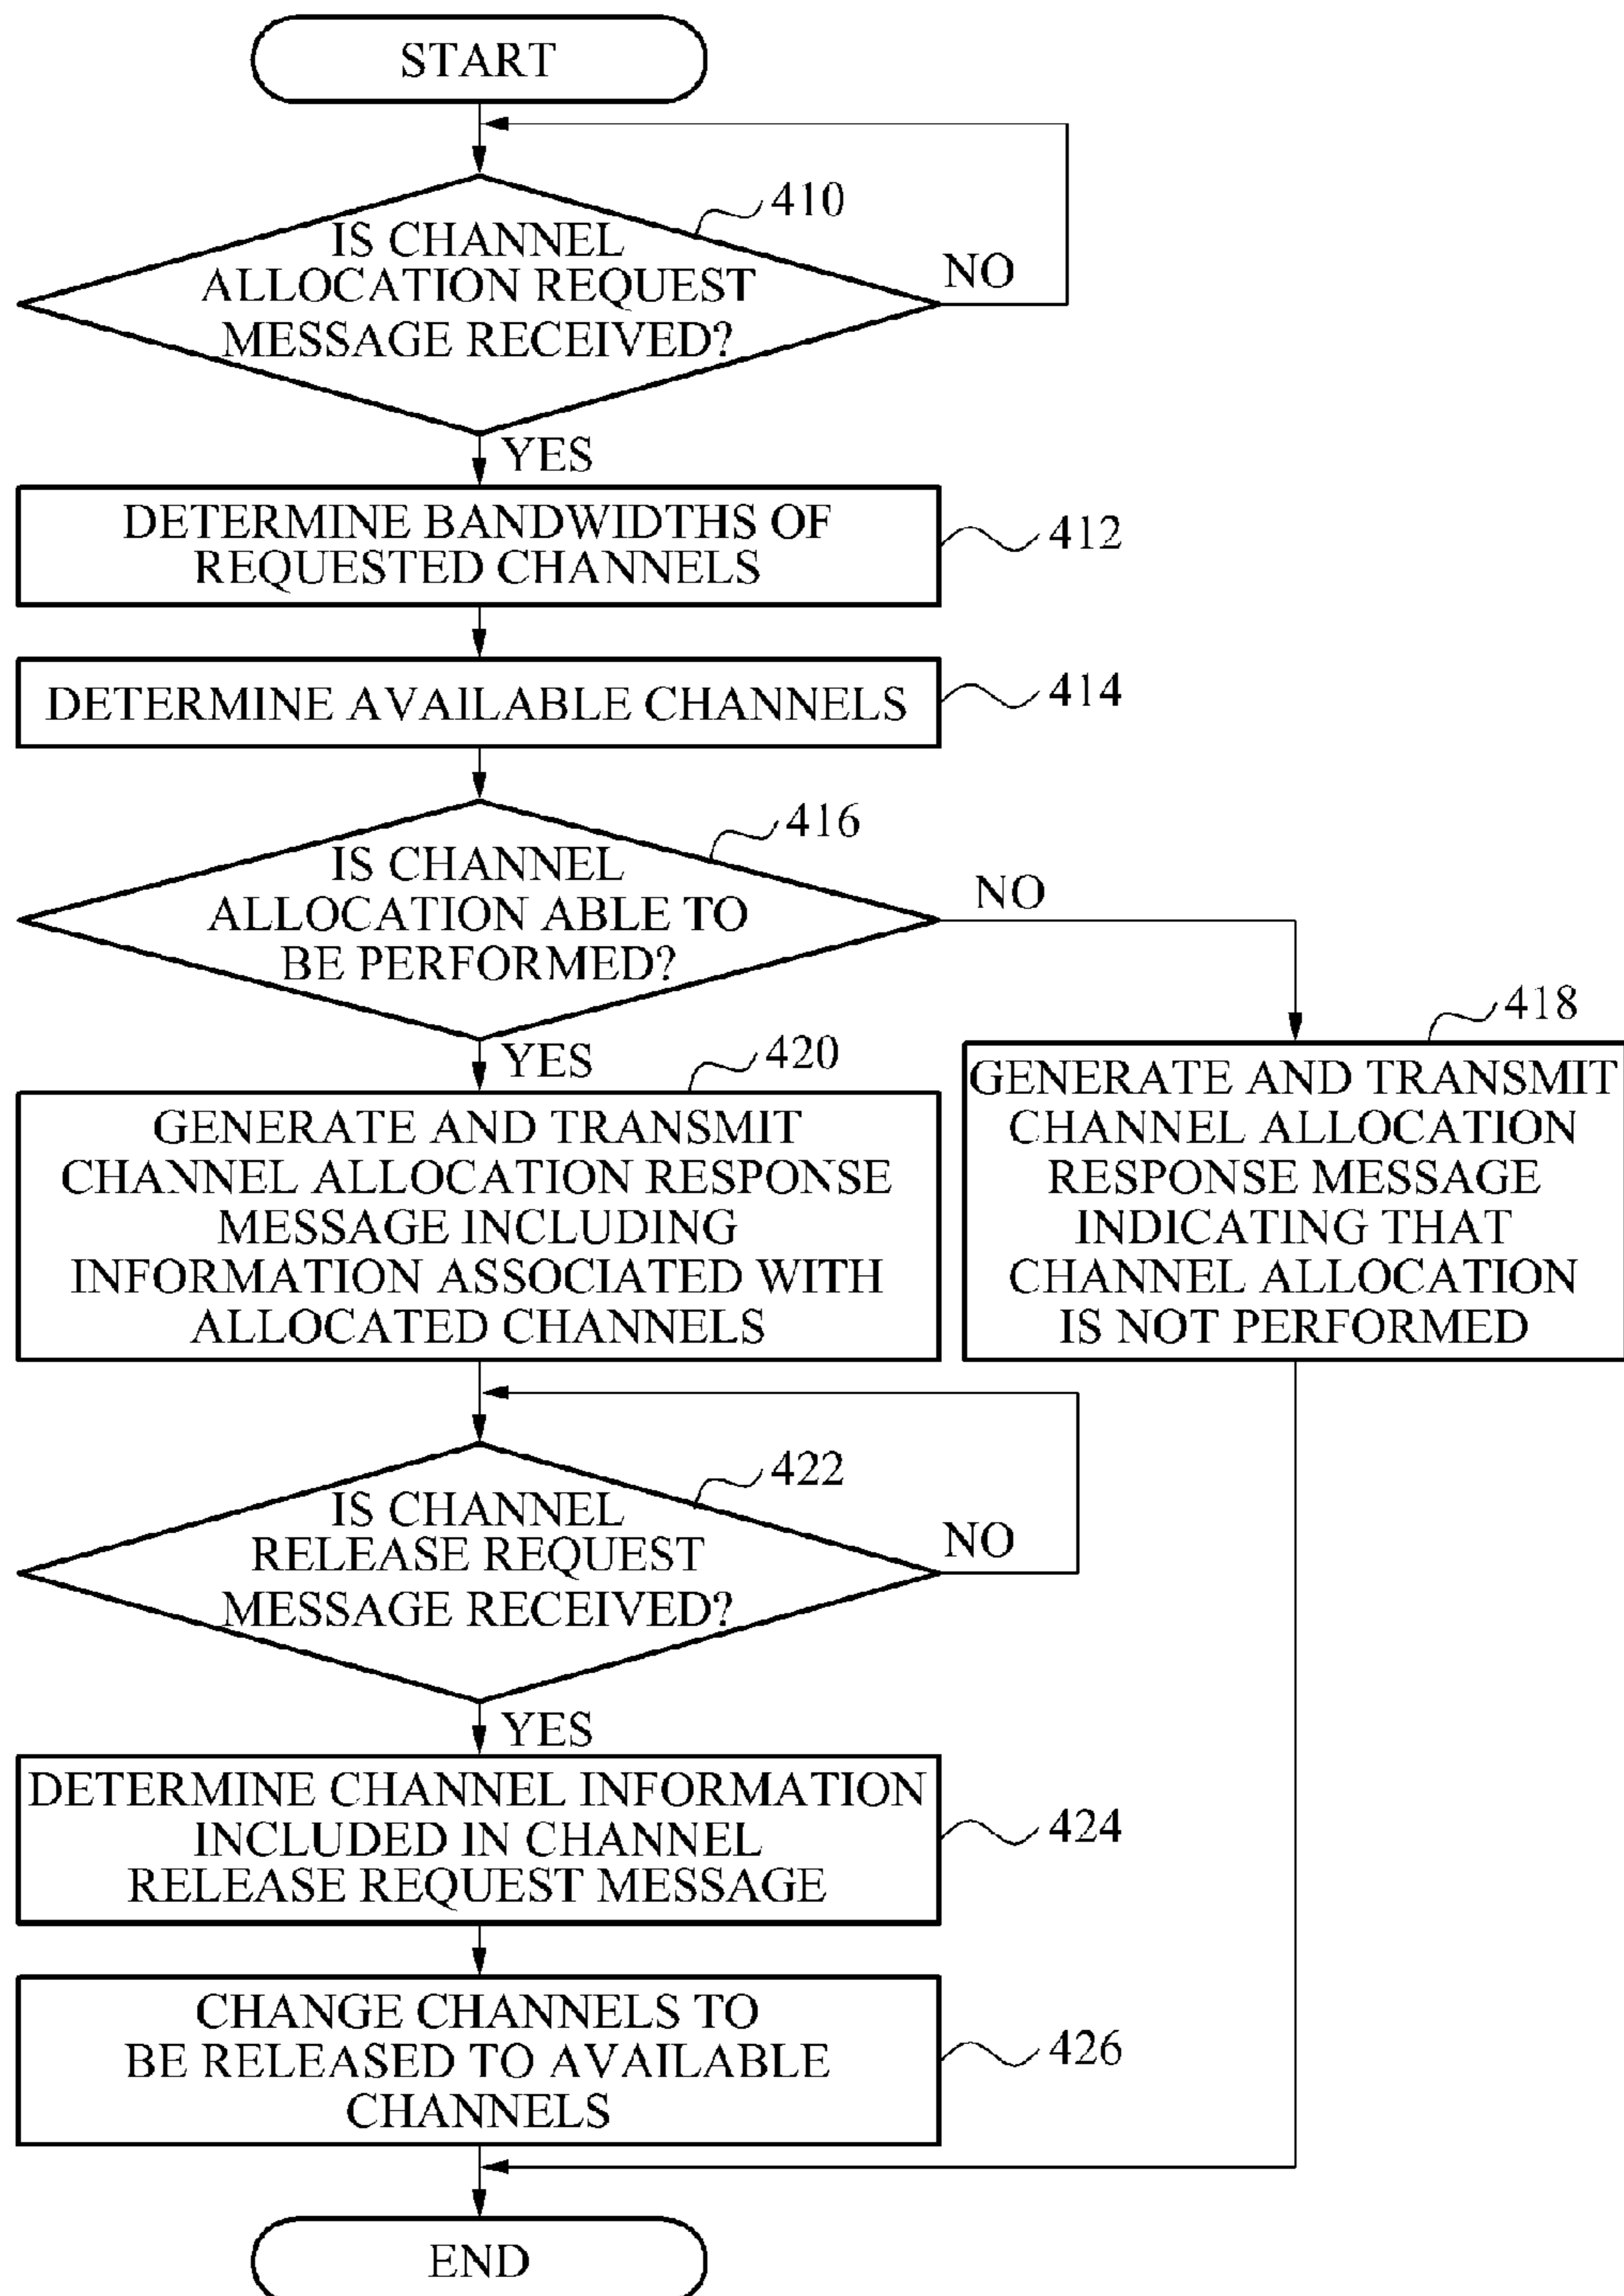 START
410
IS CHANNEL
ALLOCATION REQUEST
MESSAGE RECEIVED?
NO
YES
DETERMINE BANDWIDTHS OF
REQUESTED CHANNELS
412
DETERMINE AVAILABLE CHANNELS
414
416
IS CHANNEL
ALLOCATION ABLE TO
BE PERFORMED?
NO
YES
420
GENERATE AND TRANSMIT
CHANNEL ALLOCATION RESPONSE
MESSAGE INCLUDING
INFORMATION ASSOCIATED WITH
ALLOCATED CHANNELS
418
GENERATE AND TRANSMIT
CHANNEL ALLOCATION
RESPONSE MESSAGE
INDICATING THAT
CHANNEL ALLOCATION
IS NOT PERFORMED
422
IS CHANNEL
RELEASE REQUEST
MESSAGE RECEIVED?
NO
YES
DETERMINE CHANNEL INFORMATION
INCLUDED IN CHANNEL
RELEASE REQUEST MESSAGE
424
CHANGE CHANNELS TO
BE RELEASED TO AVAILABLE
CHANNELS
426
END